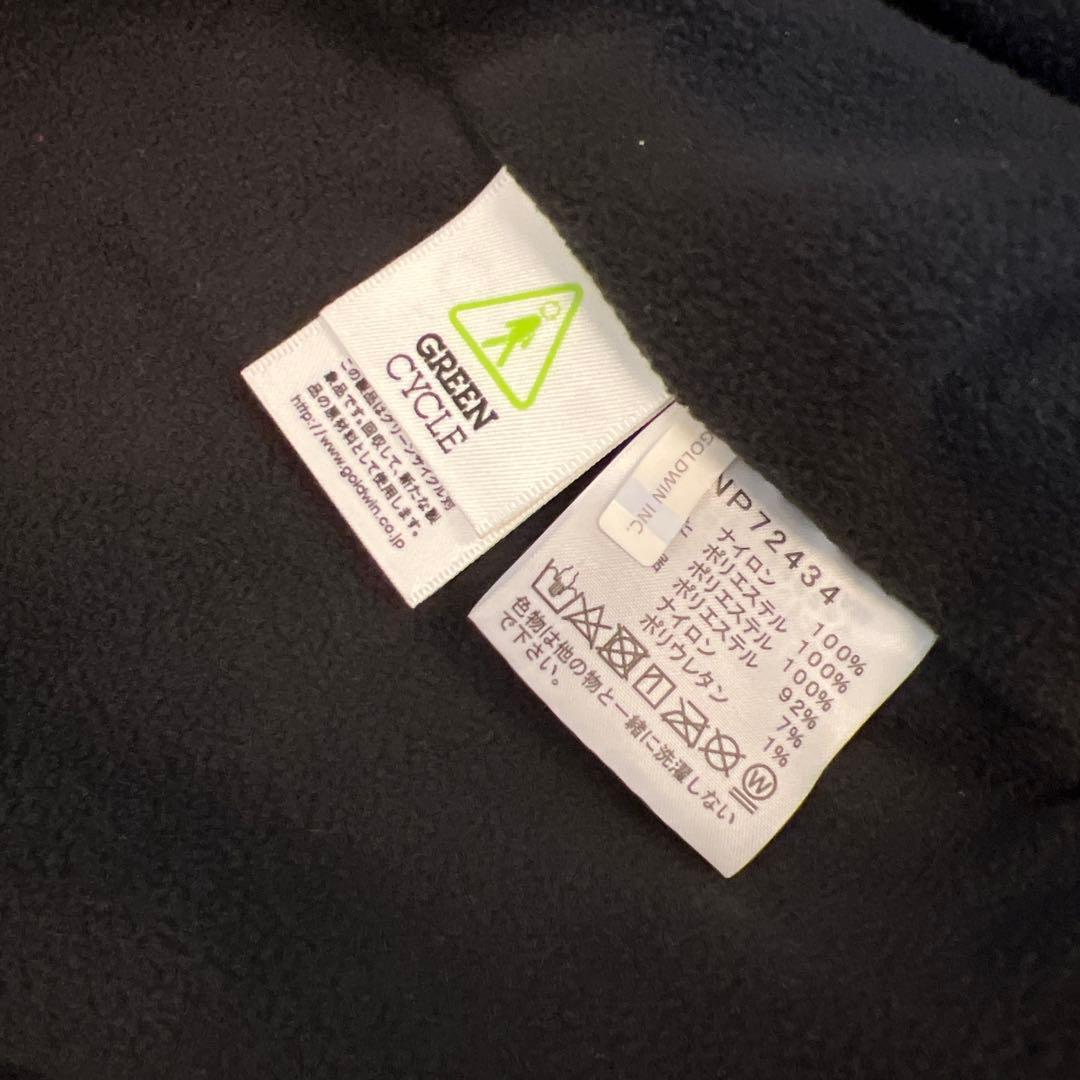 GREEN
CYCLE
この製品はグリーンサイクル対
象品です。回収して、新たな製
品の原材料として使用します。
http://www.goldwin.co.jp
GOLDWIN INC.
NP72434
ナイロン 100%
ポリエステル 100%
ポリエステル 100%
ポリエステル 92%
ナイロン 7%
ポリウレタン 1%
W
色物は他の物と一緒に洗濯しない
で下さい。